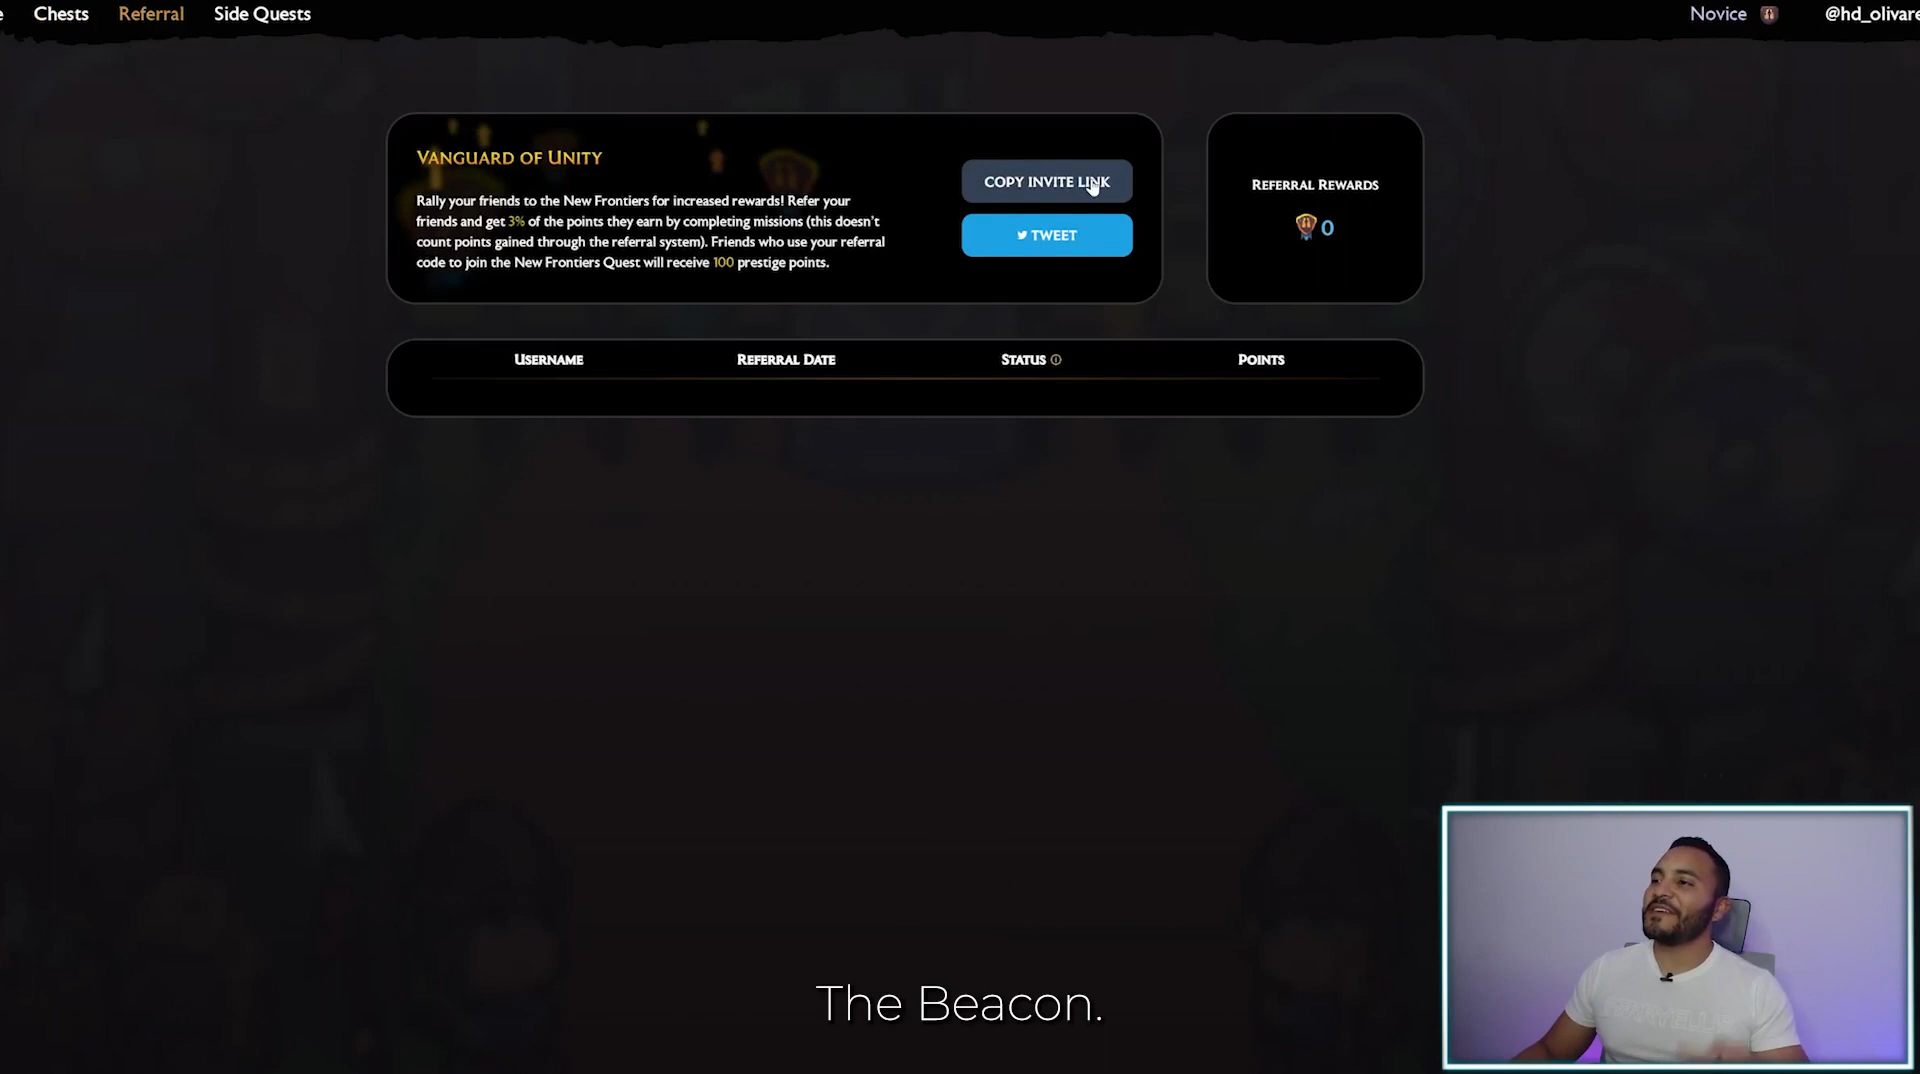 Chests Referral Side Quests Novice @hd_olivare
VANGUARD OF UNITY
Rally your friends to the New Frontiers for increased rewards! Refer your
friends and get 3% of the points they earn by completing missions (this doesn't
count points gained through the referral system). Friends who use your referral
code to join the New Frontiers Quest will receive 100 prestige points.
COPY INVITE LINK
TWEET
REFERRAL REWARDS
0
USERNAME REFERRAL DATE STATUS POINTS
The Beacon.